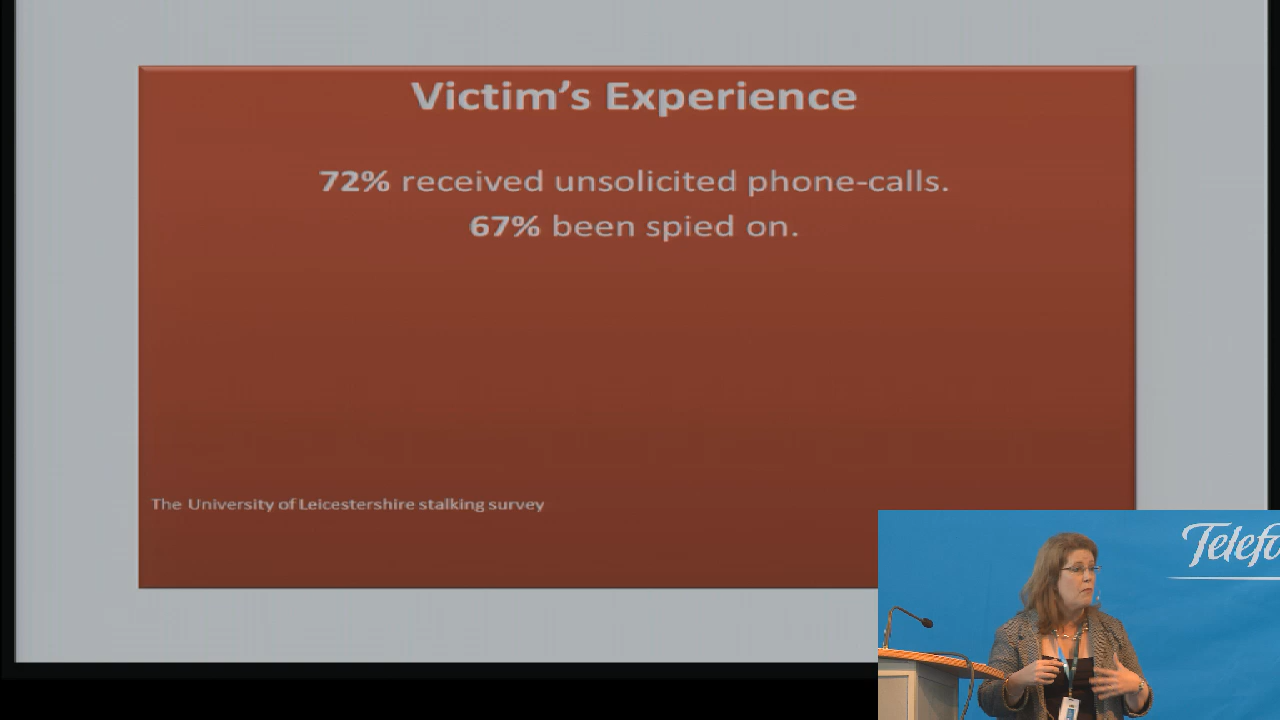 Victim’s Experience
72% received unsolicited phone-calls.
67% been spied on.
The University of Leicestershire stalking survey
Telefo